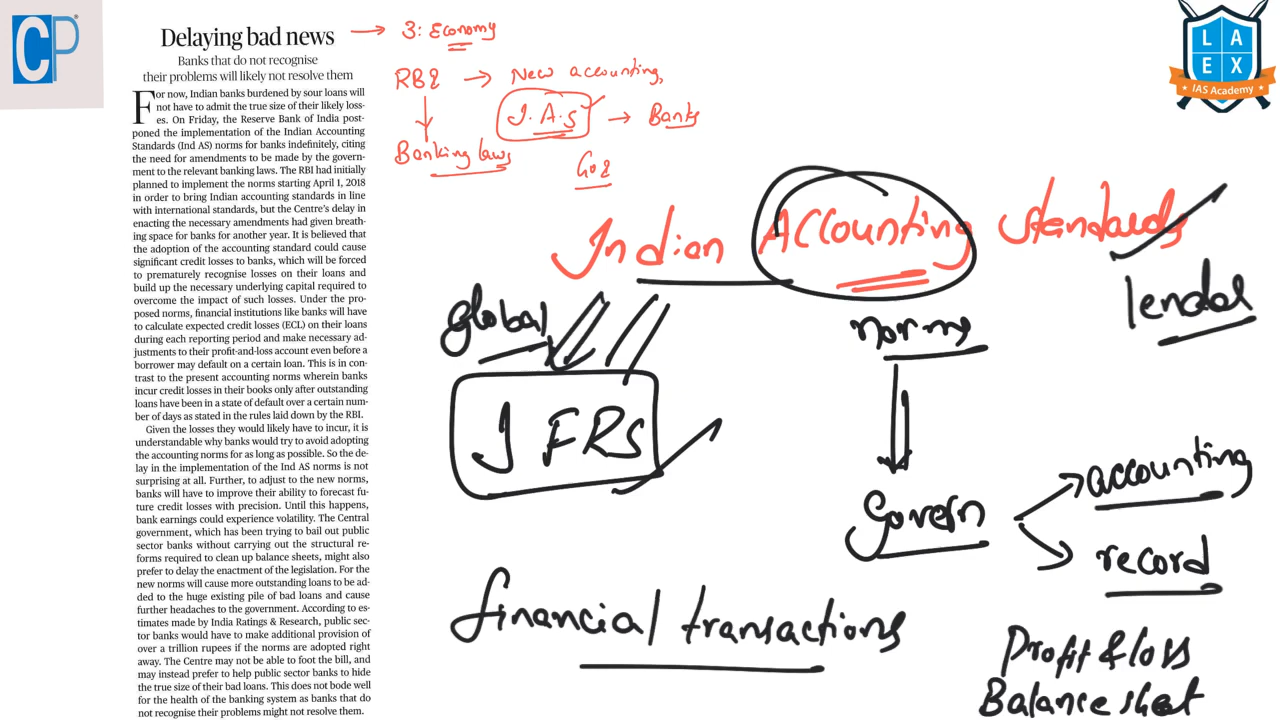 CP
Delaying bad news
Banks that do not recognise
their problems will likely not resolve them
For now, Indian banks burdened by sour loans will
not have to admit the true size of their likely loss-
es. On Friday, the Reserve Bank of India post-
poned the implementation of the Indian Accounting
Standards (Ind AS) norms for banks indefinitely, citing
the need for amendments to be made by the govern-
ment to the relevant banking laws. The RBI had initially
planned to implement the norms starting April 1, 2018
in order to bring Indian accounting standards in line
with international standards, but the Centre's delay in
enacting the necessary amendments had given breath-
ing space for banks for another year. It is believed that
the adoption of the accounting standard could cause
significant credit losses to banks, which will be forced
to prematurely recognise losses on their loans and
build up the necessary underlying capital required to
overcome the impact of such losses. Under the pro-
posed norms, financial institutions like banks will have
to calculate expected credit losses (ECL) on their loans
during each reporting period and make necessary ad-
justments to their profit-and-loss account even before a
borrower may default on a certain loan. This is in con-
trast to the present accounting norms wherein banks
incur credit losses in their books only after outstanding
loans have been in a state of default over a certain num-
ber of days as stated in the rules laid down by the RBI.
Given the losses they would likely have to incur, it is
understandable why banks would try to avoid adopting
the accounting norms for as long as possible. So the de-
lay in the implementation of the Ind AS norms is not
surprising at all. Further, to adjust to the new norms,
banks will have to improve their ability to forecast fu-
ture credit losses with precision. Until this happens,
bank earnings could experience volatility. The Central
government, which has been trying to bail out public
sector banks without carrying out the structural re-
forms required to clean up balance sheets, might also
prefer to delay the enactment of the legislation. For the
new norms will cause more outstanding loans to be ad-
ded to the huge existing pile of bad loans and cause
further headaches to the government. According to es-
timates made by India Ratings & Research, public sec-
tor banks would have to make additional provision of
over a trillion rupees if the norms are adopted right
away. The Centre may not be able to foot the bill, and
may instead prefer to help public sector banks to hide
the true size of their bad loans. This does not bode well
for the health of the banking system as banks that do
not recognise their problems might not resolve them.
→ 3: Economy
RBI → New accounting,
I.A.S → Banks
Banking laws
GoI
Indian Accounting Standards
lendar
global
norms
IFRS
Govern
accounting
record
financial transactions
Profit & loss
Balance sheet
L A
E X
IAS Academy